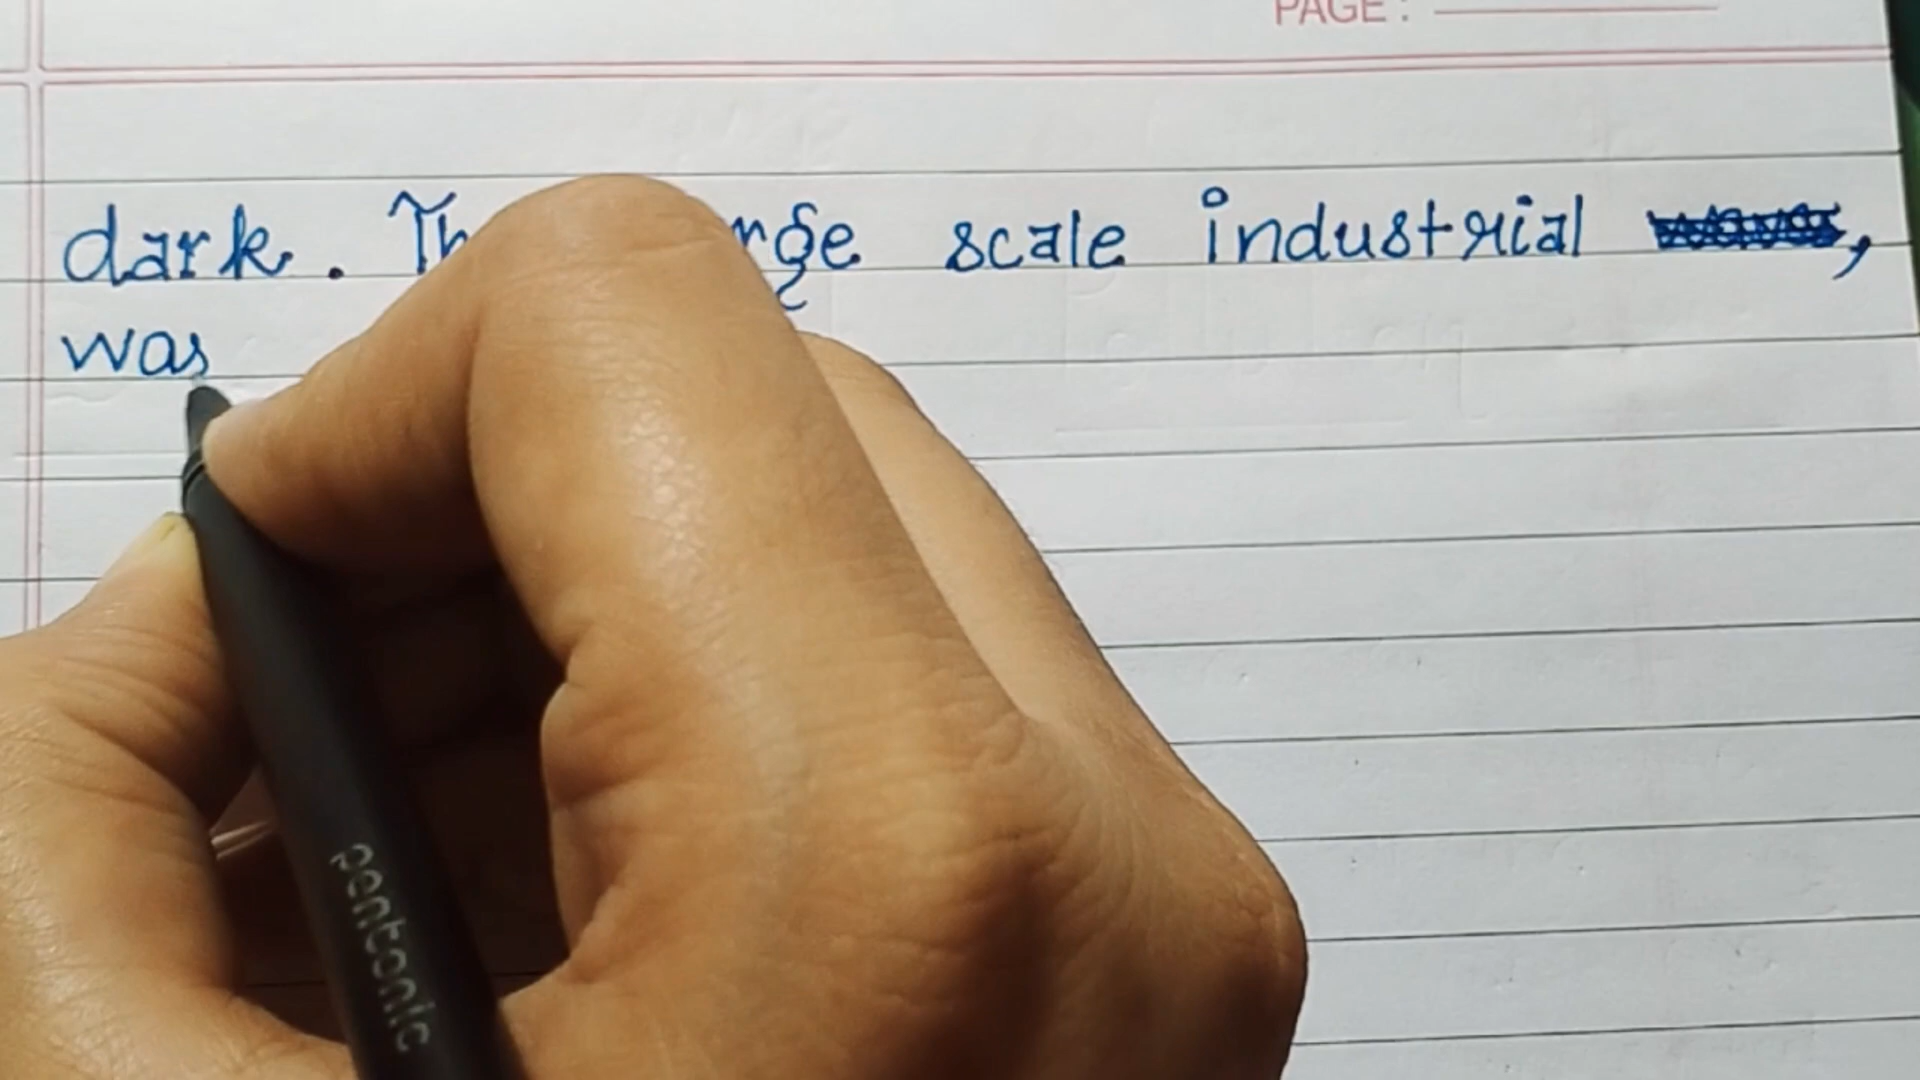 PAGE :
dark. scale industrial ,
was
pentonic